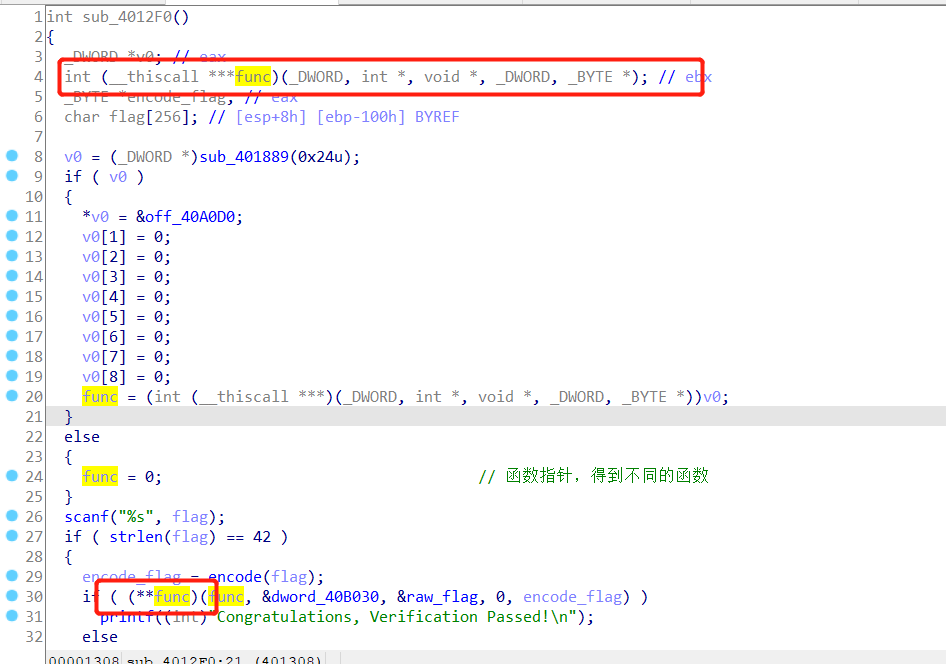 1 int sub_4012F0()
2 {
3 _DWORD *v0; // eax
4 int (__thiscall ***func)(_DWORD, int *, void *, _DWORD, _BYTE *); // ebx
5 _BYTE *encode_flag; // eax
6 char flag[256]; // [esp+8h] [ebp-100h] BYREF
7
8 v0 = (_DWORD *)sub_401889(0x24u);
9 if ( v0 )
10 {
11 *v0 = &off_40A0D0;
12 v0[1] = 0;
13 v0[2] = 0;
14 v0[3] = 0;
15 v0[4] = 0;
16 v0[5] = 0;
17 v0[6] = 0;
18 v0[7] = 0;
19 v0[8] = 0;
20 func = (int (__thiscall ***)(_DWORD, int *, void *, _DWORD, _BYTE *))v0;
21 }
22 else
23 {
24 func = 0; // 函数指针，得到不同的函数
25 }
26 scanf("%s", flag);
27 if ( strlen(flag) == 42 )
28 {
29 encode_flag = encode(flag);
30 if ( (**func)(func, &dword_40B030, &raw_flag, 0, encode_flag) )
31 printf((int)"Congratulations, Verification Passed!\n");
32 else
00001308 sub_4012F0:21 (401308)